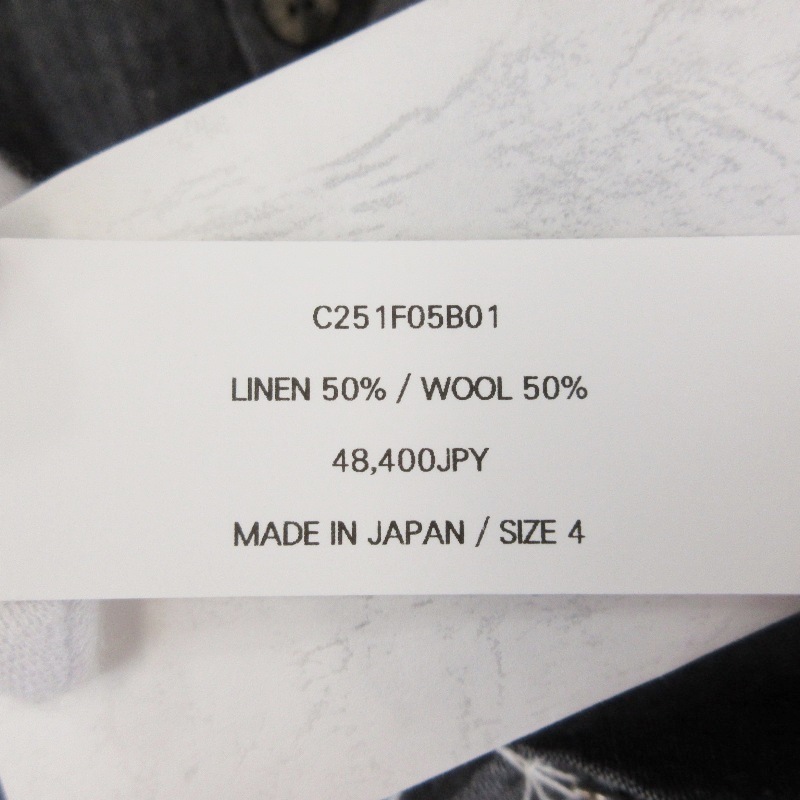 C251F05B01
LINEN 50% / WOOL 50%
48,400JPY
MADE IN JAPAN / SIZE 4